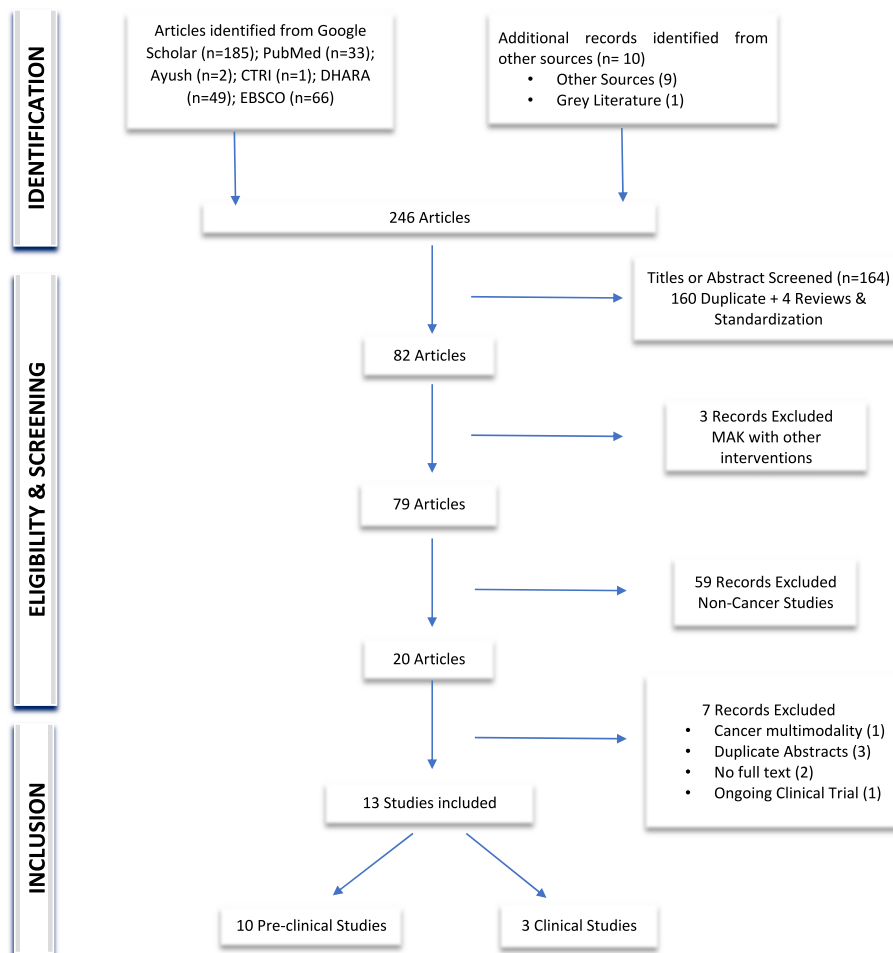 IDENTIFICATION
Articles identified from Google
Scholar (n=185); PubMed (n=33);
Ayush (n=2); CTRI (n=1); DHARA
(n=49); EBSCO (n=66)
Additional records identified from
other sources (n= 10)
• Other Sources (9)
• Grey Literature (1)
246 Articles
ELIGIBILITY & SCREENING
Titles or Abstract Screened (n=164)
160 Duplicate + 4 Reviews &
Standardization
82 Articles
3 Records Excluded
MAK with other
interventions
79 Articles
59 Records Excluded
Non-Cancer Studies
20 Articles
7 Records Excluded
• Cancer multimodality (1)
• Duplicate Abstracts (3)
• No full text (2)
• Ongoing Clinical Trial (1)
INCLUSION
13 Studies included
10 Pre-clinical Studies
3 Clinical Studies